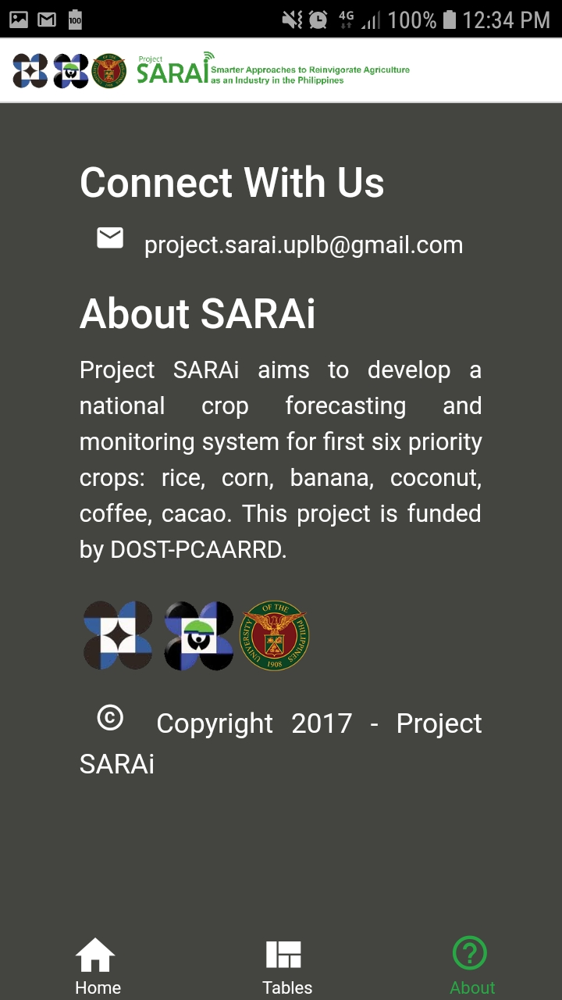 100
4G
100%
12:34 PM
Project
SARAi
Smarter Approaches to Reinvigorate Agriculture
as an Industry in the Philippines
Connect With Us
project.sarai.uplb@gmail.com
About SARAi
Project SARAi aims to develop a
national crop forecasting and
monitoring system for first six priority
crops: rice, corn, banana, coconut,
coffee, cacao. This project is funded
by DOST-PCAARRD.
UNIVERSITY OF THE PHILIPPINES
1908
© Copyright 2017 - Project
SARAi
Home
Tables
About